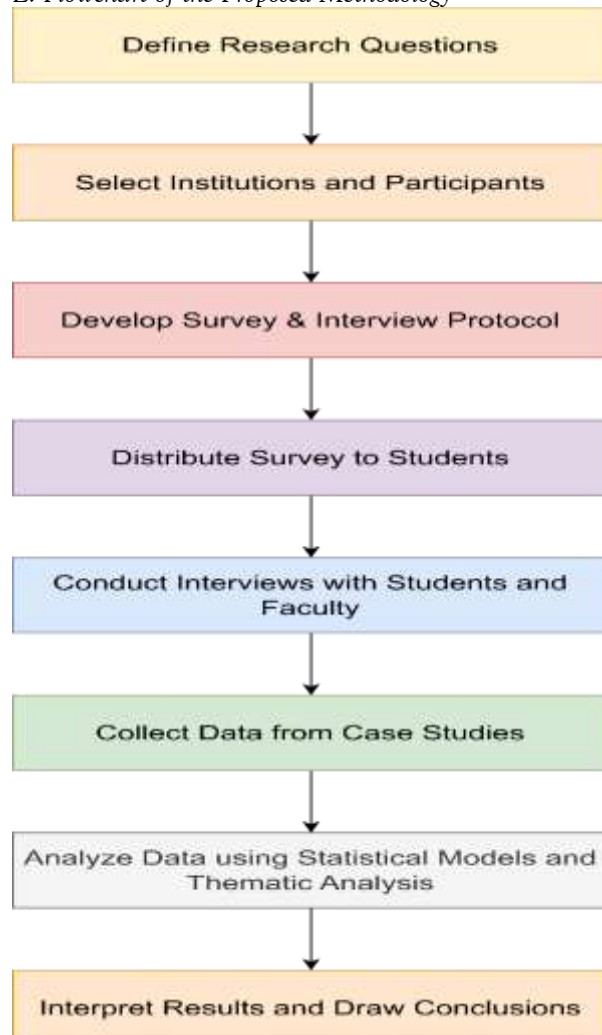 E. Flowchart of the Proposed Methodology
Define Research Questions
Select Institutions and Participants
Develop Survey & Interview Protocol
Distribute Survey to Students
Conduct Interviews with Students and
Faculty
Collect Data from Case Studies
Analyze Data using Statistical Models and
Thematic Analysis
Interpret Results and Draw Conclusions